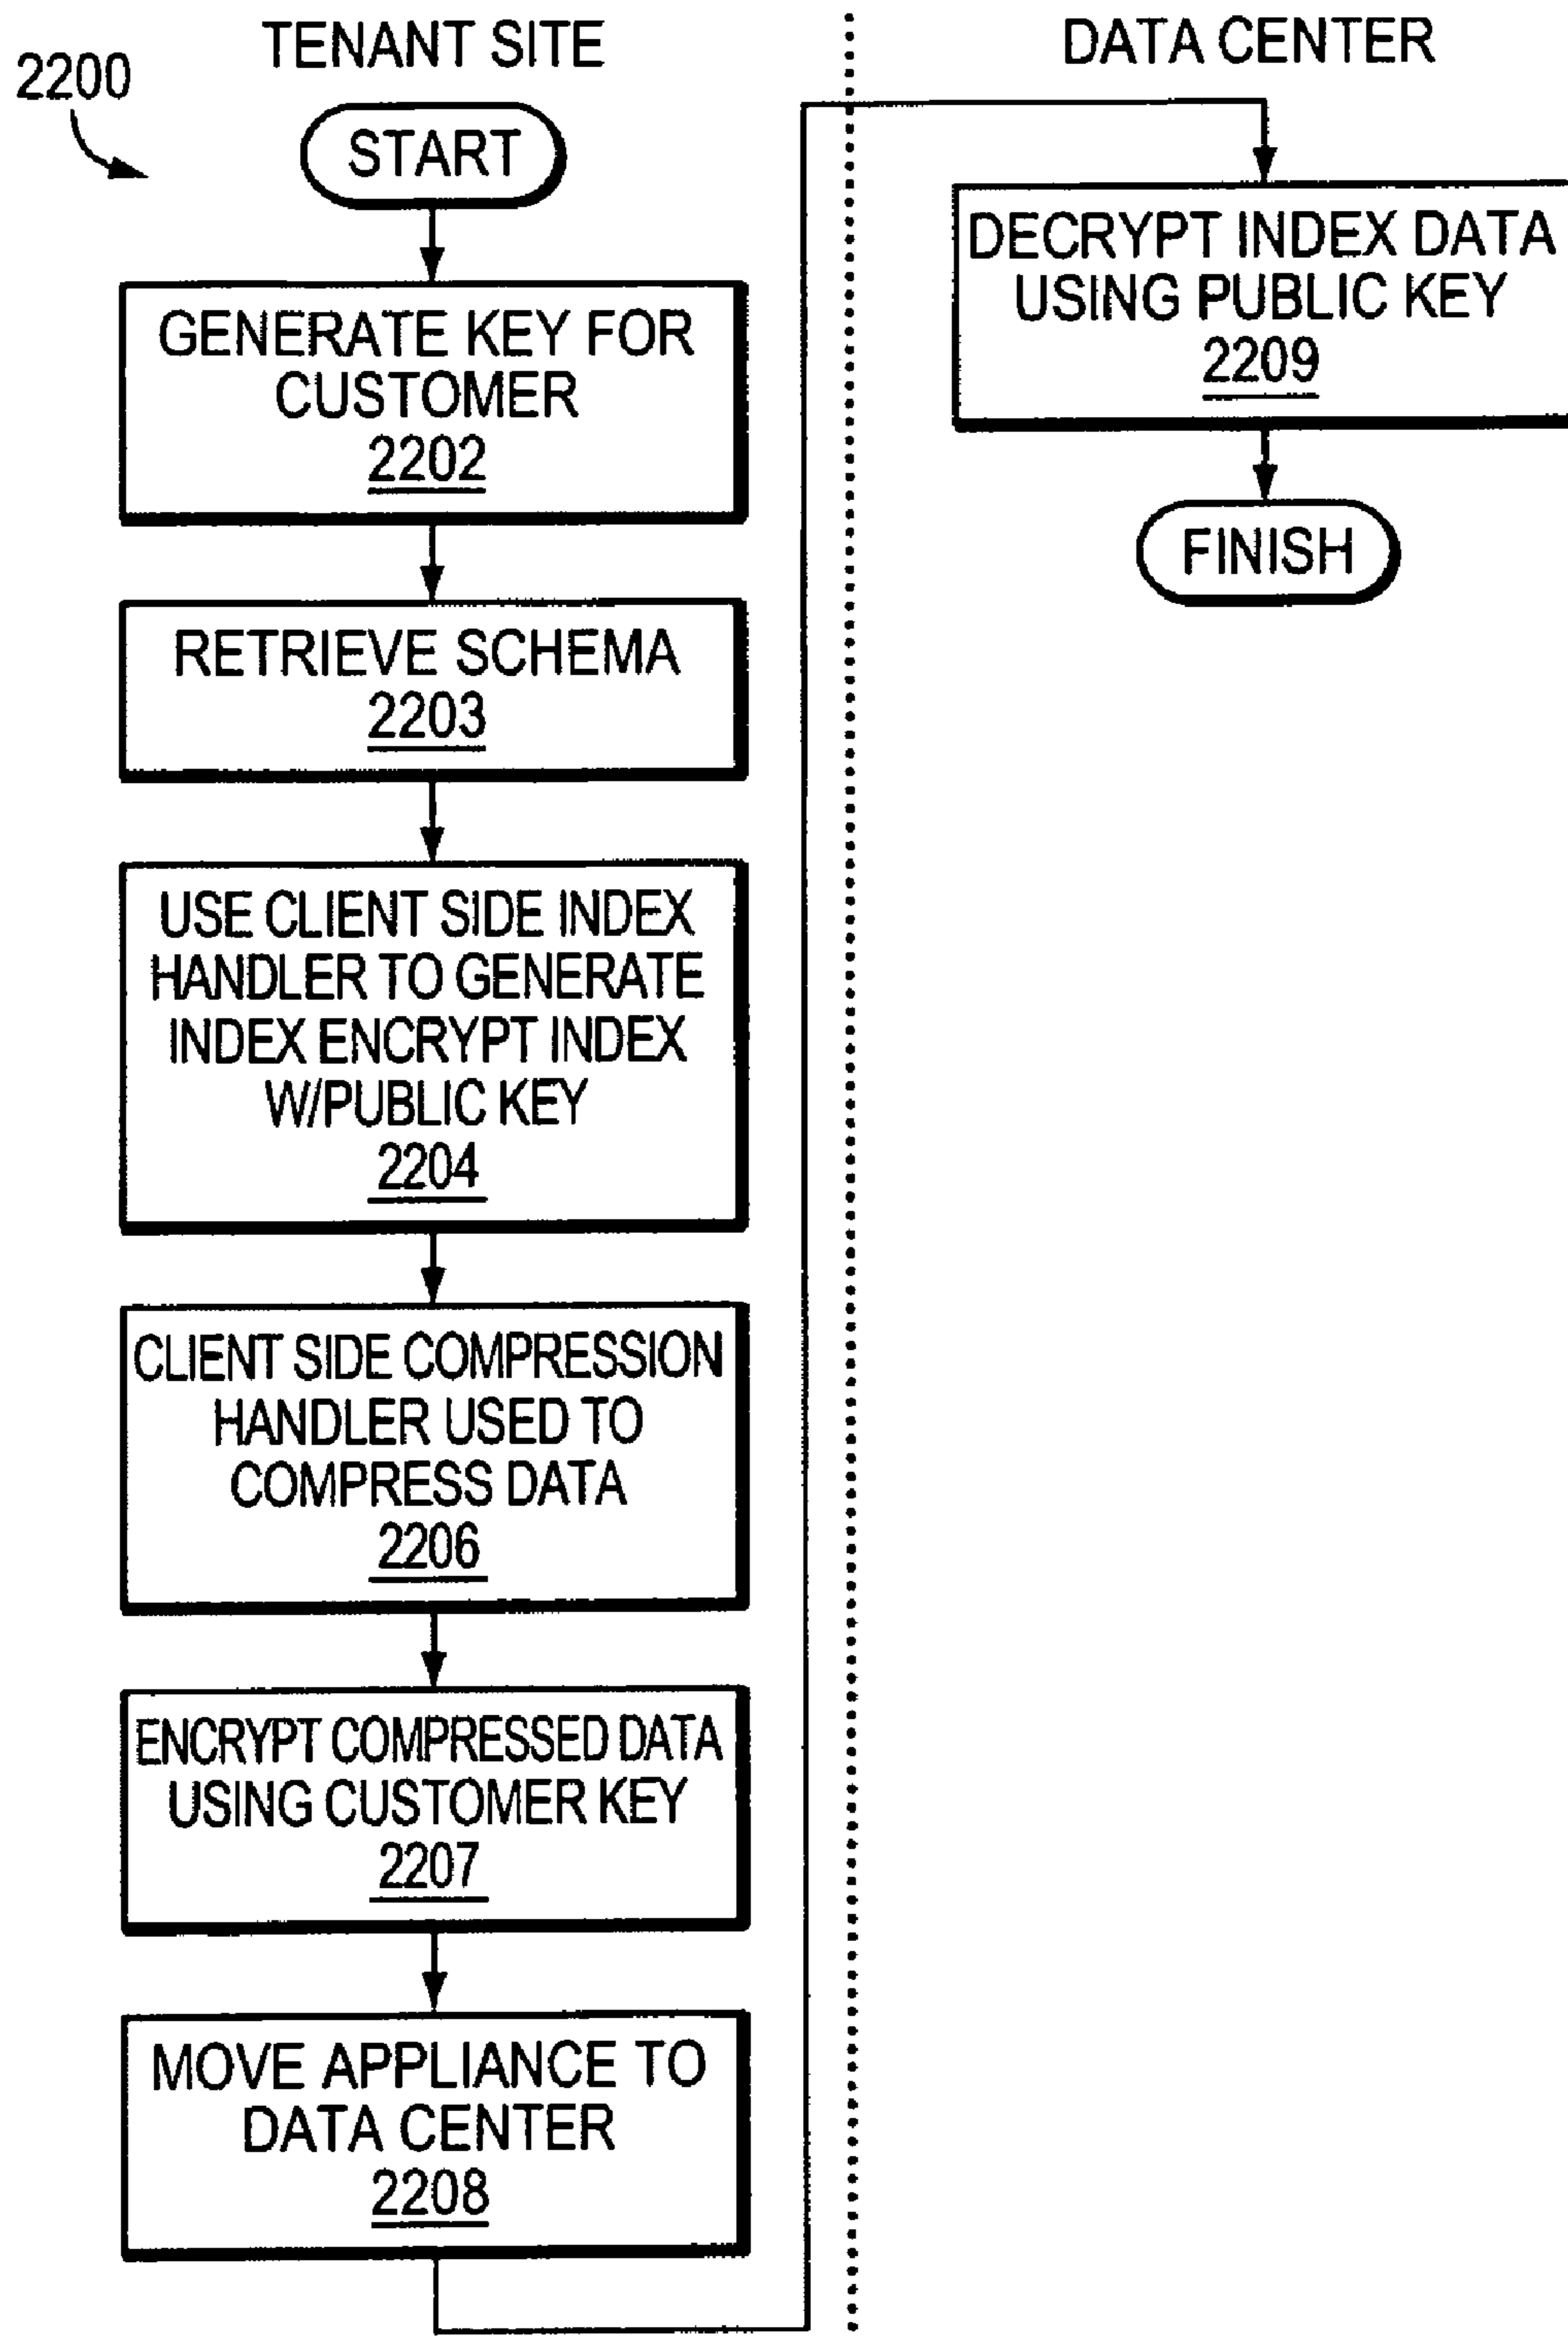 TENANT SITE
2200
START
GENERATE KEY FOR
CUSTOMER
2202
RETRIEVE SCHEMA
2203
USE CLIENT SIDE INDEX
HANDLER TO GENERATE
INDEX ENCRYPT INDEX
W/PUBLIC KEY
2204
CLIENT SIDE COMPRESSION
HANDLER USED TO
COMPRESS DATA
2206
ENCRYPT COMPRESSED DATA
USING CUSTOMER KEY
2207
MOVE APPLIANCE TO
DATA CENTER
2208
DATA CENTER
DECRYPT INDEX DATA
USING PUBLIC KEY
2209
FINISH